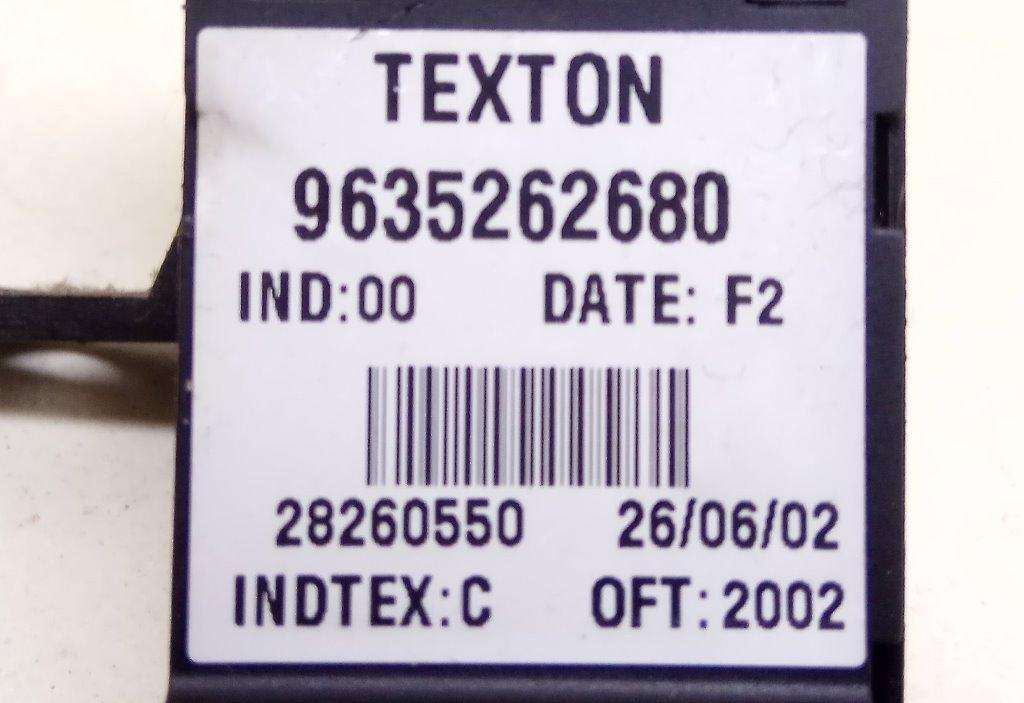 TEXTON
9635262680
IND:00 DATE: F2
28260550 26/06/02
INDTEX:C OFT:2002